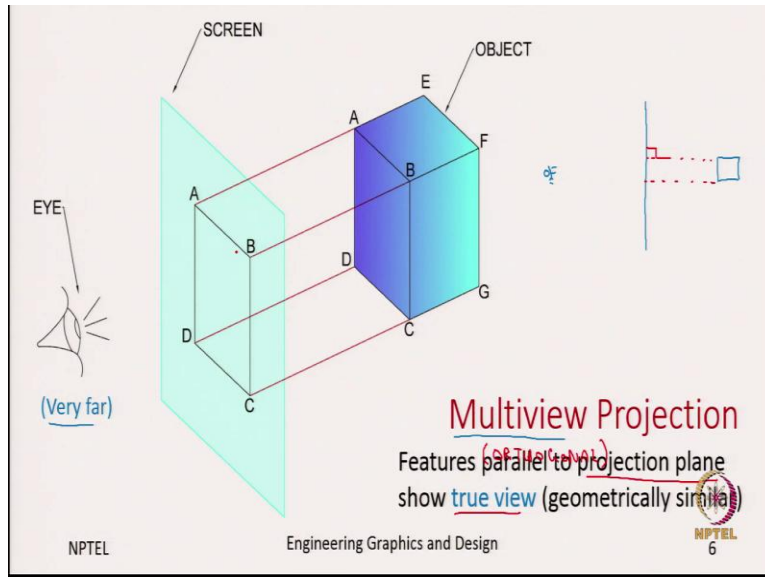 SCREEN
OBJECT
E
A
F
B
A
EYE
B
D
G
D
C
(Very far)
C
Multiview Projection
(ORTHOGONAL)
Features parallel to projection plane
show true view (geometrically similar)
NPTEL
NPTEL
Engineering Graphics and Design
6